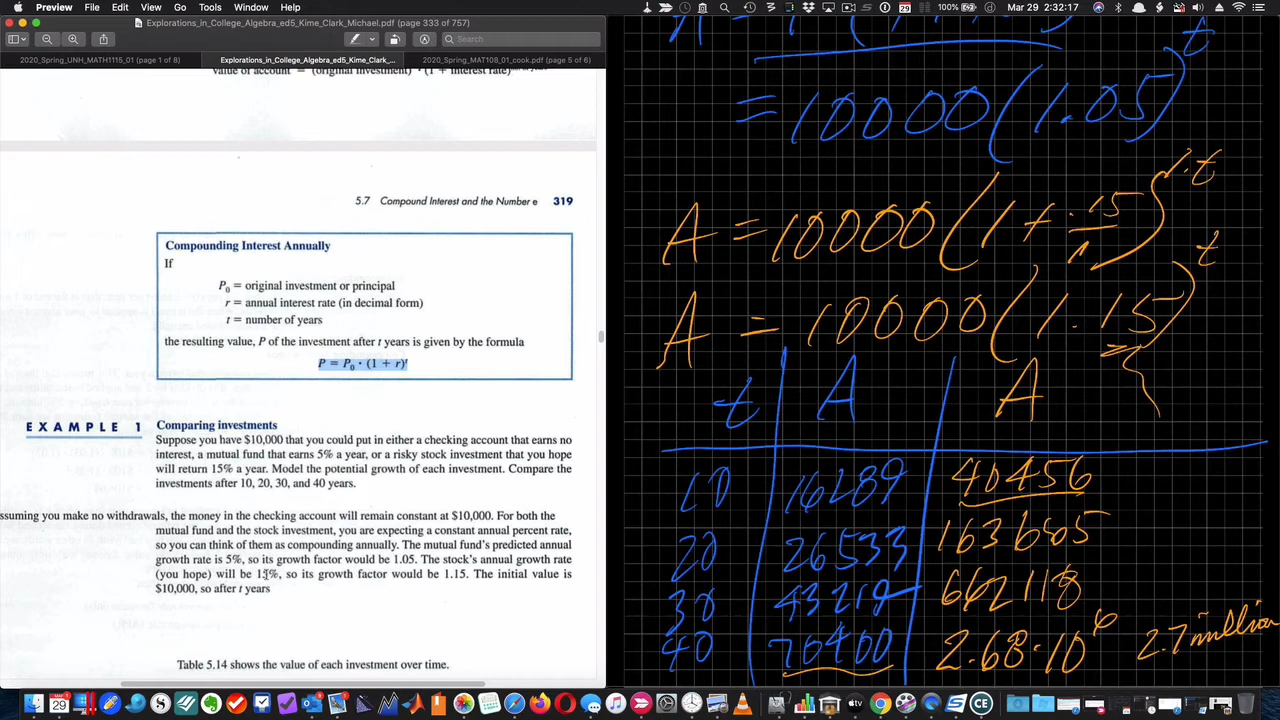 Preview File Edit View Go Tools Window Help
100% Mar 29 2:32:17
Explorations_in_College_Algebra_ed5_Kime_Clark_Michael.pdf (page 333 of 757)
Search
2020_Spring_UNH_MATH1115_01 (page 1 of 8)
Explorations_in_College_Algebra_ed5_Kime_Clark_...
2020_Spring_MAT108_01_cook.pdf (page 5 of 6)
value of account = (original investment) · (1 + interest rate)
5.7 Compound Interest and the Number e 319
Compounding Interest Annually
If
P₀ = original investment or principal
r = annual interest rate (in decimal form)
t = number of years
the resulting value, P of the investment after t years is given by the formula
P = P₀ · (1 + r)ᵗ
EXAMPLE 1
Comparing investments
Suppose you have $10,000 that you could put in either a checking account that earns no
interest, a mutual fund that earns 5% a year, or a risky stock investment that you hope
will return 15% a year. Model the potential growth of each investment. Compare the
investments after 10, 20, 30, and 40 years.
ssuming you make no withdrawals, the money in the checking account will remain constant at $10,000. For both the
mutual fund and the stock investment, you are expecting a constant annual percent rate,
so you can think of them as compounding annually. The mutual fund's predicted annual
growth rate is 5%, so its growth factor would be 1.05. The stock's annual growth rate
(you hope) will be 15%, so its growth factor would be 1.15. The initial value is
$10,000, so after t years
Table 5.14 shows the value of each investment over time.
= 10000 (1.05)ᵗ
A = 10000 (1 + .15/1)^1·t
A = 10000 (1.15)ᵗ
t A A
10 16289 40456
20 26533 163665
30 43219 662118
40 70400 2.68·10⁶ 2.7 million